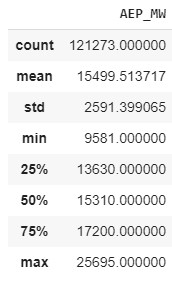 AEP_MW
count 121273.000000
mean 15499.513717
std 2591.399065
min 9581.000000
25% 13630.000000
50% 15310.000000
75% 17200.000000
max 25695.000000